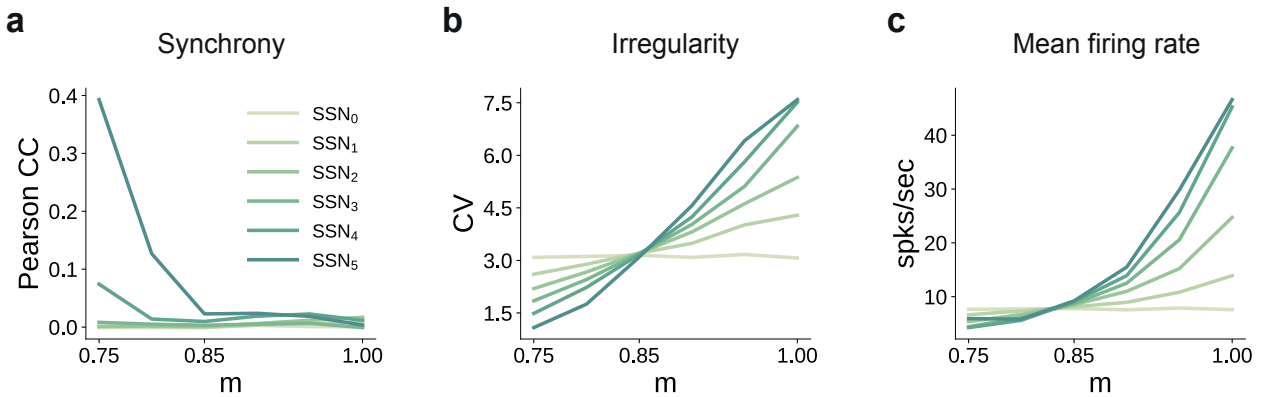 a
Synchrony
Pearson CC
0.4
0.3
0.2
0.1
0.0
SSN₀
SSN₁
SSN₂
SSN₃
SSN₄
SSN₅
0.75
0.85
1.00
m
b
Irregularity
CV
7.5
6.0
4.5
3.0
1.5
0.75
0.85
1.00
m
c
Mean firing rate
spks/sec
40
30
20
10
0.75
0.85
1.00
m